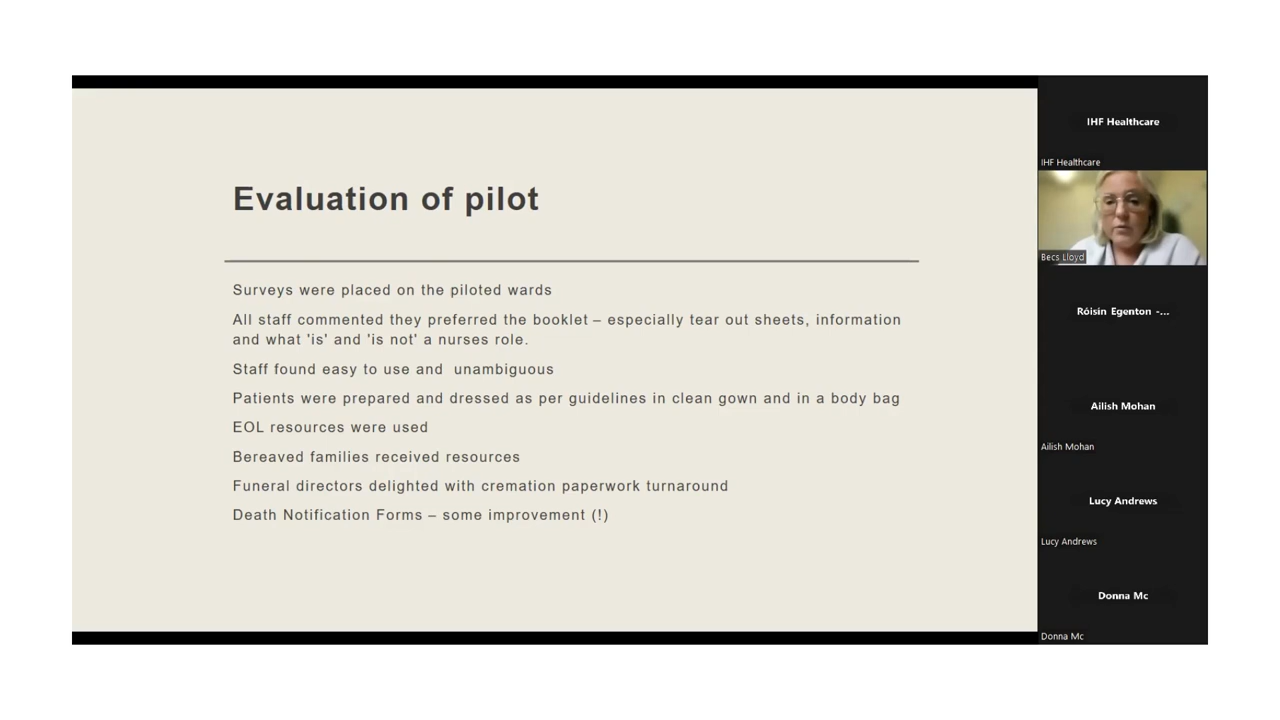 Evaluation of pilot
Surveys were placed on the piloted wards
All staff commented they preferred the booklet – especially tear out sheets, information
and what 'is' and 'is not' a nurses role.
Staff found easy to use and  unambiguous
Patients were prepared and dressed as per guidelines in clean gown and in a body bag
EOL resources were used
Bereaved families received resources
Funeral directors delighted with cremation paperwork turnaround
Death Notification Forms – some improvement (!)
IHF Healthcare
IHF Healthcare
Becs Lloyd
Róisín Egenton -...
Ailish Mohan
Ailish Mohan
Lucy Andrews
Lucy Andrews
Donna Mc
Donna Mc